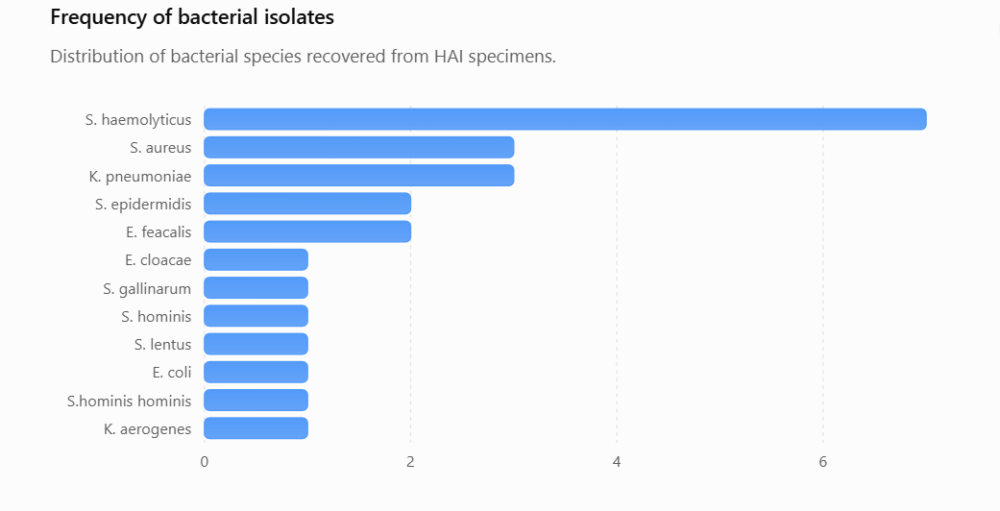 Frequency of bacterial isolates
Distribution of bacterial species recovered from HAI specimens.
S. haemolyticus
S. aureus
K. pneumoniae
S. epidermidis
E. feacalis
E. cloacae
S. gallinarum
S. hominis
S. lentus
E. coli
S.hominis hominis
K. aerogenes
0 2 4 6